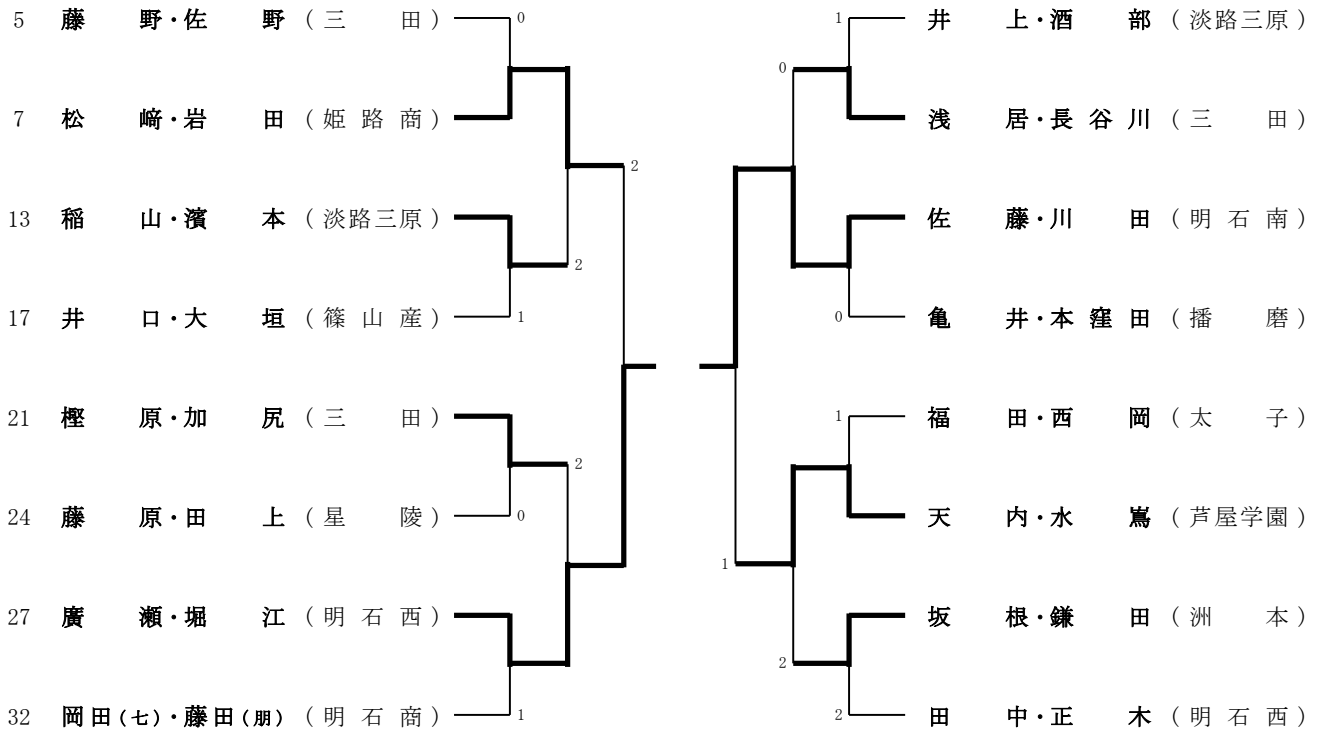 5 藤野・佐野 (三田) 0
7 松﨑・岩田 (姫路商)
2
13 稲山・濱本 (淡路三原)
2
17 井口・大垣 (篠山産) 1
21 樫原・加尻 (三田)
2
24 藤原・田上 (星陵) 0
27 廣瀬・堀江 (明石西)
32 岡田(七)・藤田(朋) (明石商) 1
1 井上・酒部 (淡路三原)
0
浅居・長谷川 (三田)
佐藤・川田 (明石南)
0 亀井・本窪田 (播磨)
1 福田・西岡 (太子)
天内・水嶌 (芦屋学園)
1
坂根・鎌田 (洲本)
2
2 田中・正木 (明石西)